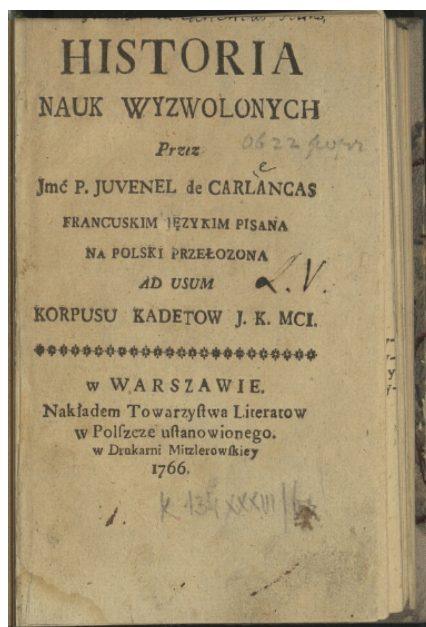 HISTORIA
NAUK WYZWOLONYCH
Przez
Jmć P. JUVENEL de CARLANCAS
e
FRANCUSKIM JĘZYKIM PISANA
NA POLSKI PRZEŁOZONA
AD USUM
L. V.
KORPUSU KADETOW J. K. MCI.
w WARSZAWIE.
Nakładem Towarzyſtwa Literatow
w Polſzcze uſtanowionego.
w Drukarni Mitzlerowſkiey
1766.
1.